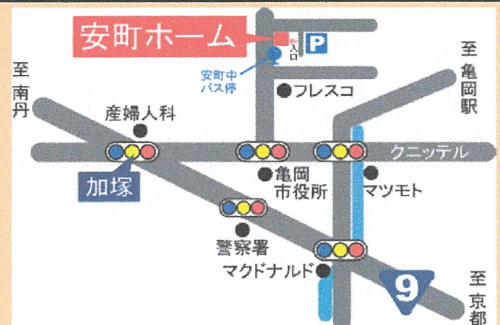 安町ホーム
入口
P
至亀岡駅
至南丹
安町中
バス停
フレスコ
産婦人科
クニッテル
加塚
亀岡
市役所
マツモト
警察署
マクドナルド
9
至京都